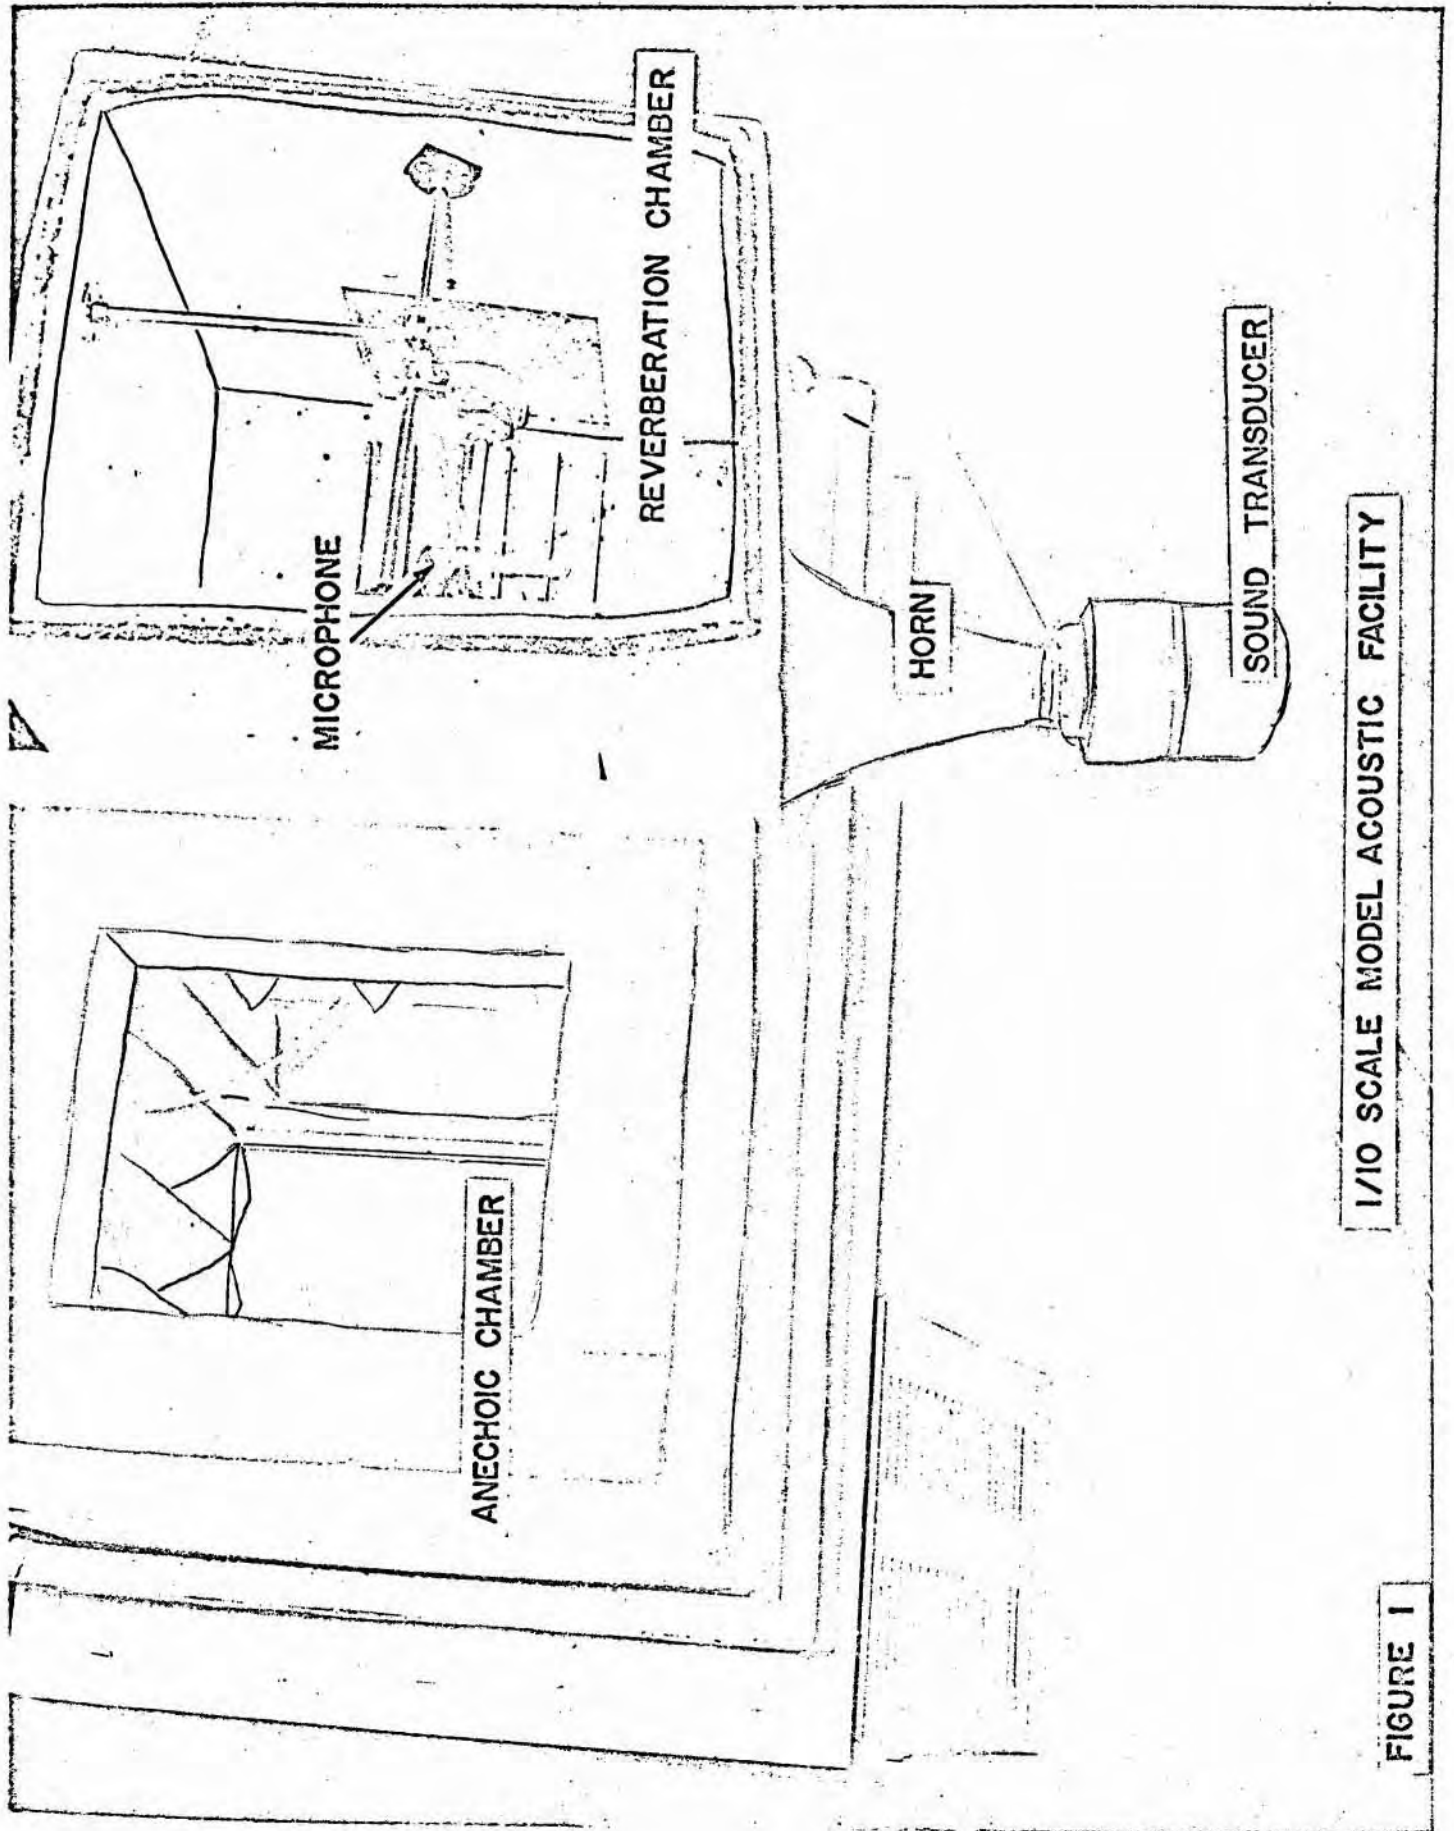 MICROPHONE
REVERBERATION CHAMBER
ANECHOIC CHAMBER
HORN
SOUND TRANSDUCER
1/10 SCALE MODEL ACOUSTIC FACILITY
FIGURE 1